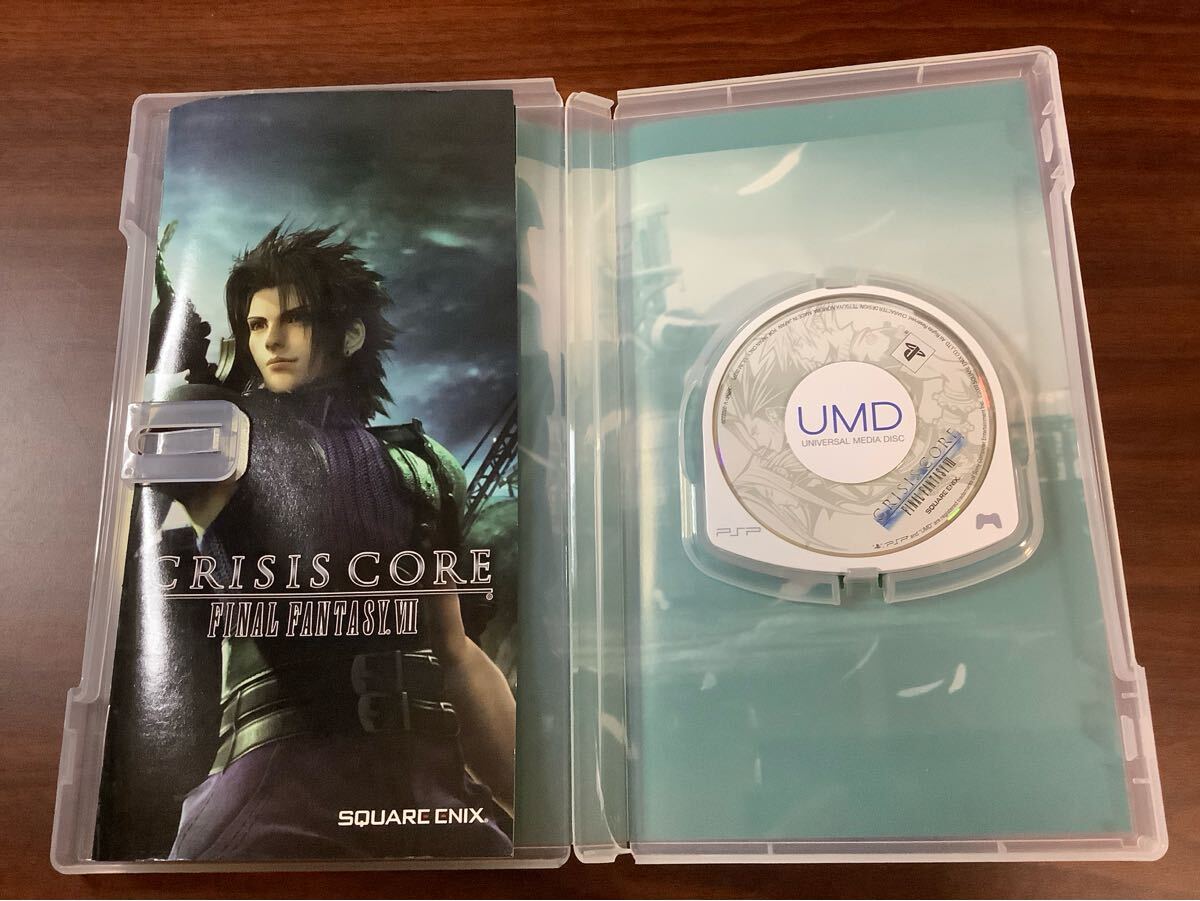 CRISIS CORE
FINAL FANTASY VII
SQUARE ENIX
UMD
UNIVERSAL MEDIA DISC
CRISIS CORE
FINAL FANTASY VII
SQUARE ENIX
PSP